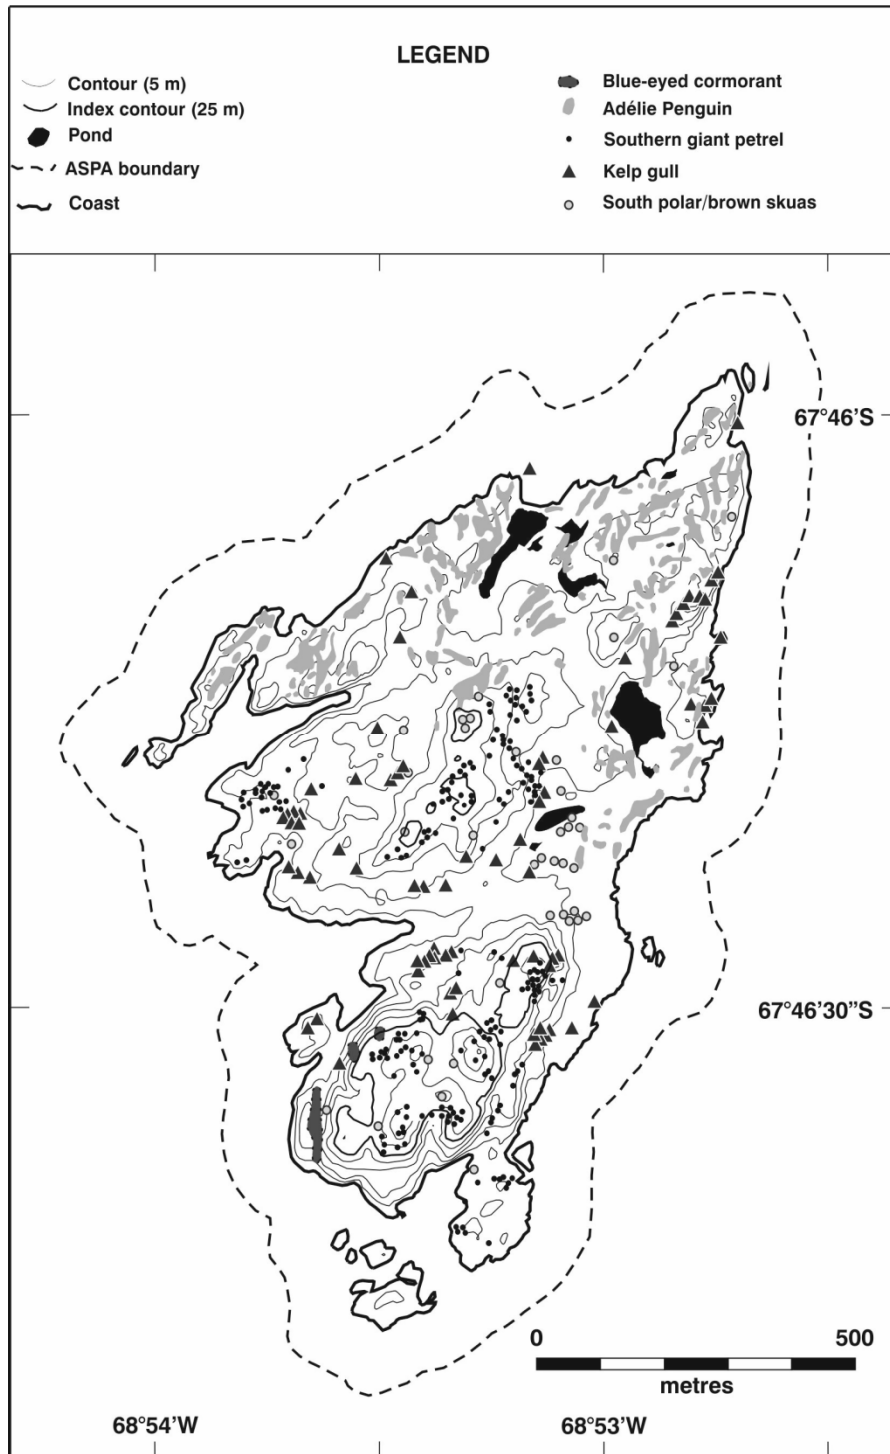 LEGEND
Contour (5 m)
Index contour (25 m)
Pond
ASPA boundary
Coast
Blue-eyed cormorant
Adélie Penguin
Southern giant petrel
Kelp gull
South polar/brown skuas
67°46'S
67°46'30"S
0 500
metres
68°54'W 68°53'W